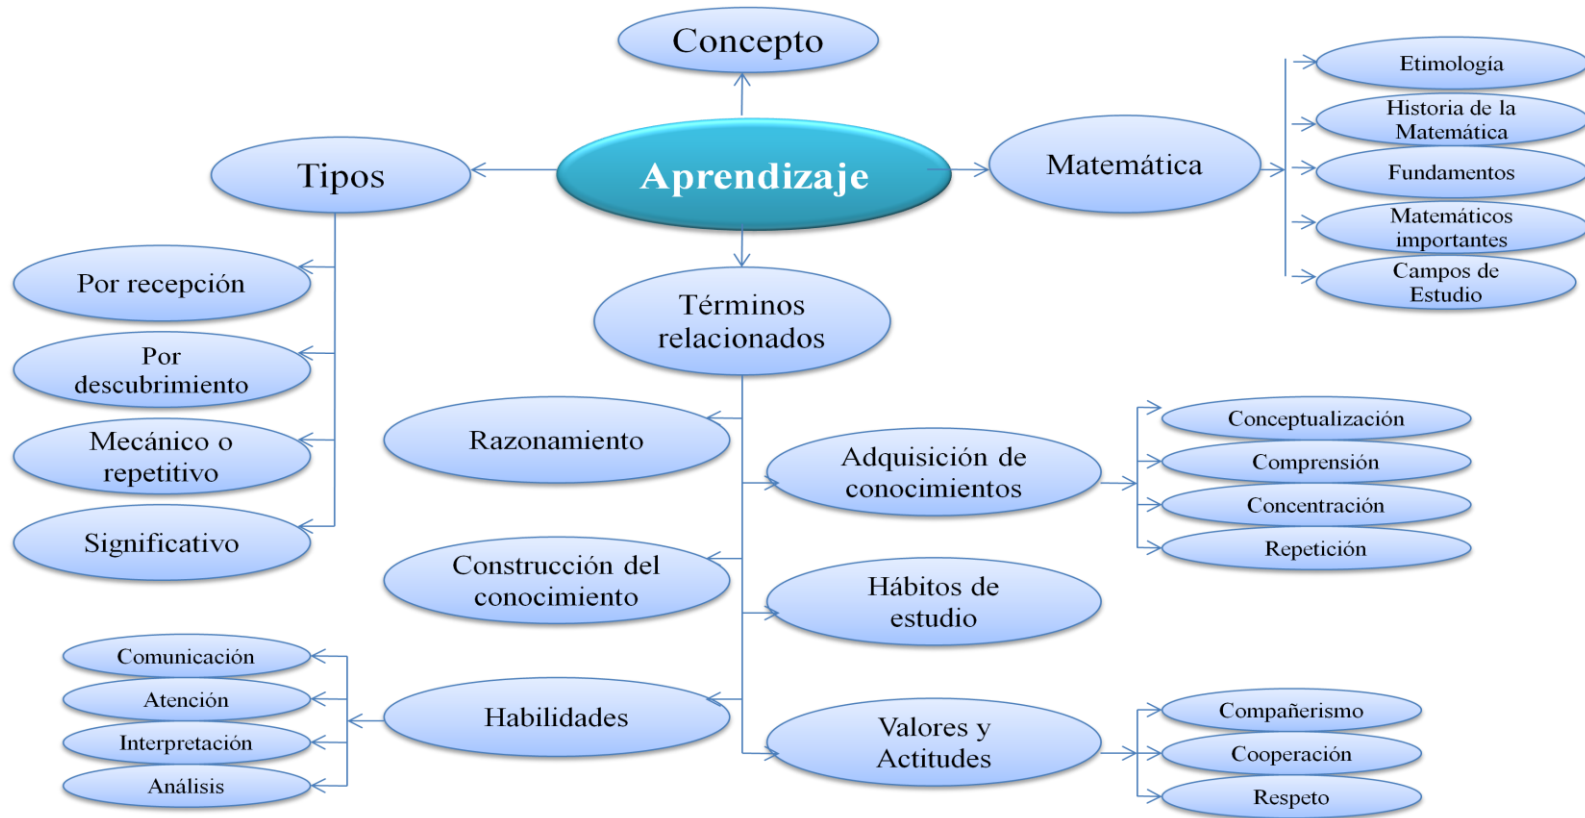 Concepto
Aprendizaje
Tipos
Por recepción
Por
descubrimiento
Mecánico o
repetitivo
Significativo
Matemática
Etimología
Historia de la
Matemática
Fundamentos
Matemáticos
importantes
Campos de
Estudio
Términos
relacionados
Razonamiento
Adquisición de
conocimientos
Conceptualización
Comprensión
Concentración
Repetición
Construcción del
conocimiento
Hábitos de
estudio
Habilidades
Comunicación
Atención
Interpretación
Análisis
Valores y
Actitudes
Compañerismo
Cooperación
Respeto